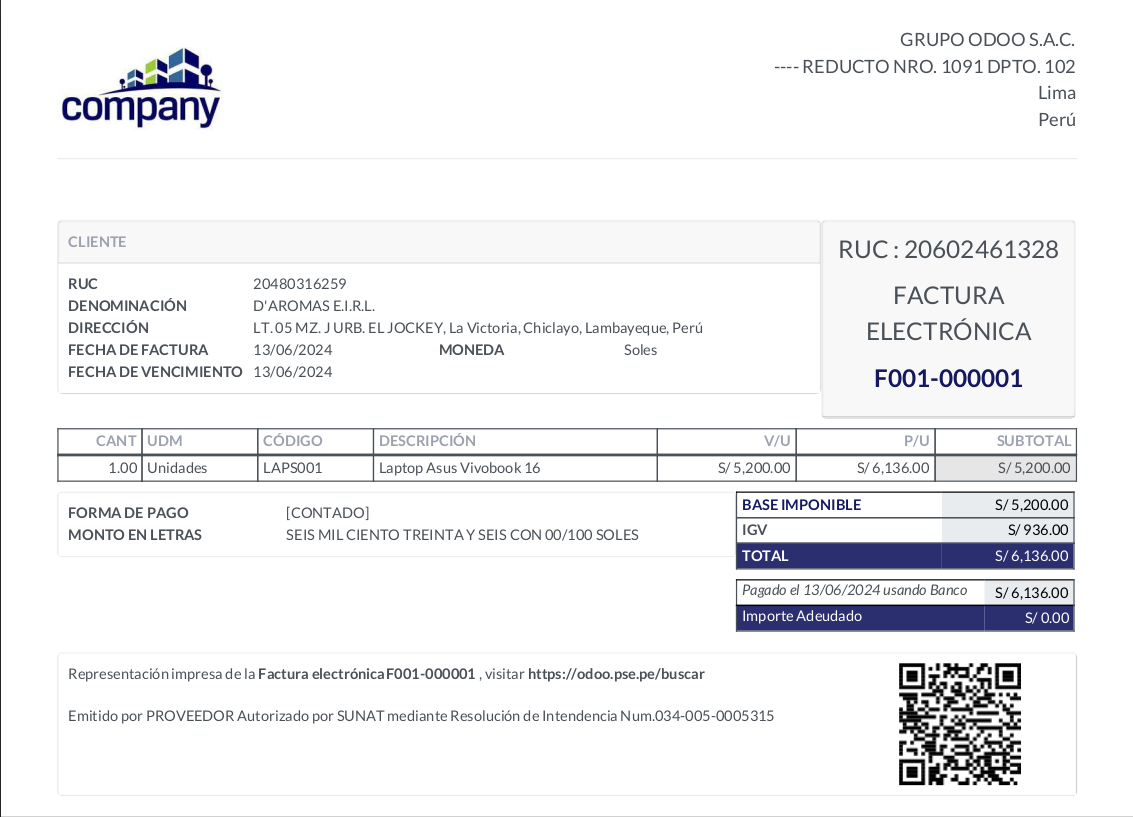 company
GRUPO ODOO S.A.C.
---- REDUCTO NRO. 1091 DPTO. 102
Lima
Perú
CLIENTE
RUC 20480316259
DENOMINACIÓN D'AROMAS E.I.R.L.
DIRECCIÓN LT. 05 MZ. J URB. EL JOCKEY, La Victoria, Chiclayo, Lambayeque, Perú
FECHA DE FACTURA 13/06/2024 MONEDA Soles
FECHA DE VENCIMIENTO 13/06/2024
RUC : 20602461328
FACTURA
ELECTRÓNICA
F001-000001
CANT UDM CÓDIGO DESCRIPCIÓN V/U P/U SUBTOTAL
1.00 Unidades LAPS001 Laptop Asus Vivobook 16 S/ 5,200.00 S/ 6,136.00 S/ 5,200.00
FORMA DE PAGO [CONTADO]
MONTO EN LETRAS SEIS MIL CIENTO TREINTA Y SEIS CON 00/100 SOLES
BASE IMPONIBLE S/ 5,200.00
IGV S/ 936.00
TOTAL S/ 6,136.00
Pagado el 13/06/2024 usando Banco S/ 6,136.00
Importe Adeudado S/ 0.00
Representación impresa de la Factura electrónica F001-000001 , visitar https://odoo.pse.pe/buscar
Emitido por PROVEEDOR Autorizado por SUNAT mediante Resolución de Intendencia Num.034-005-0005315